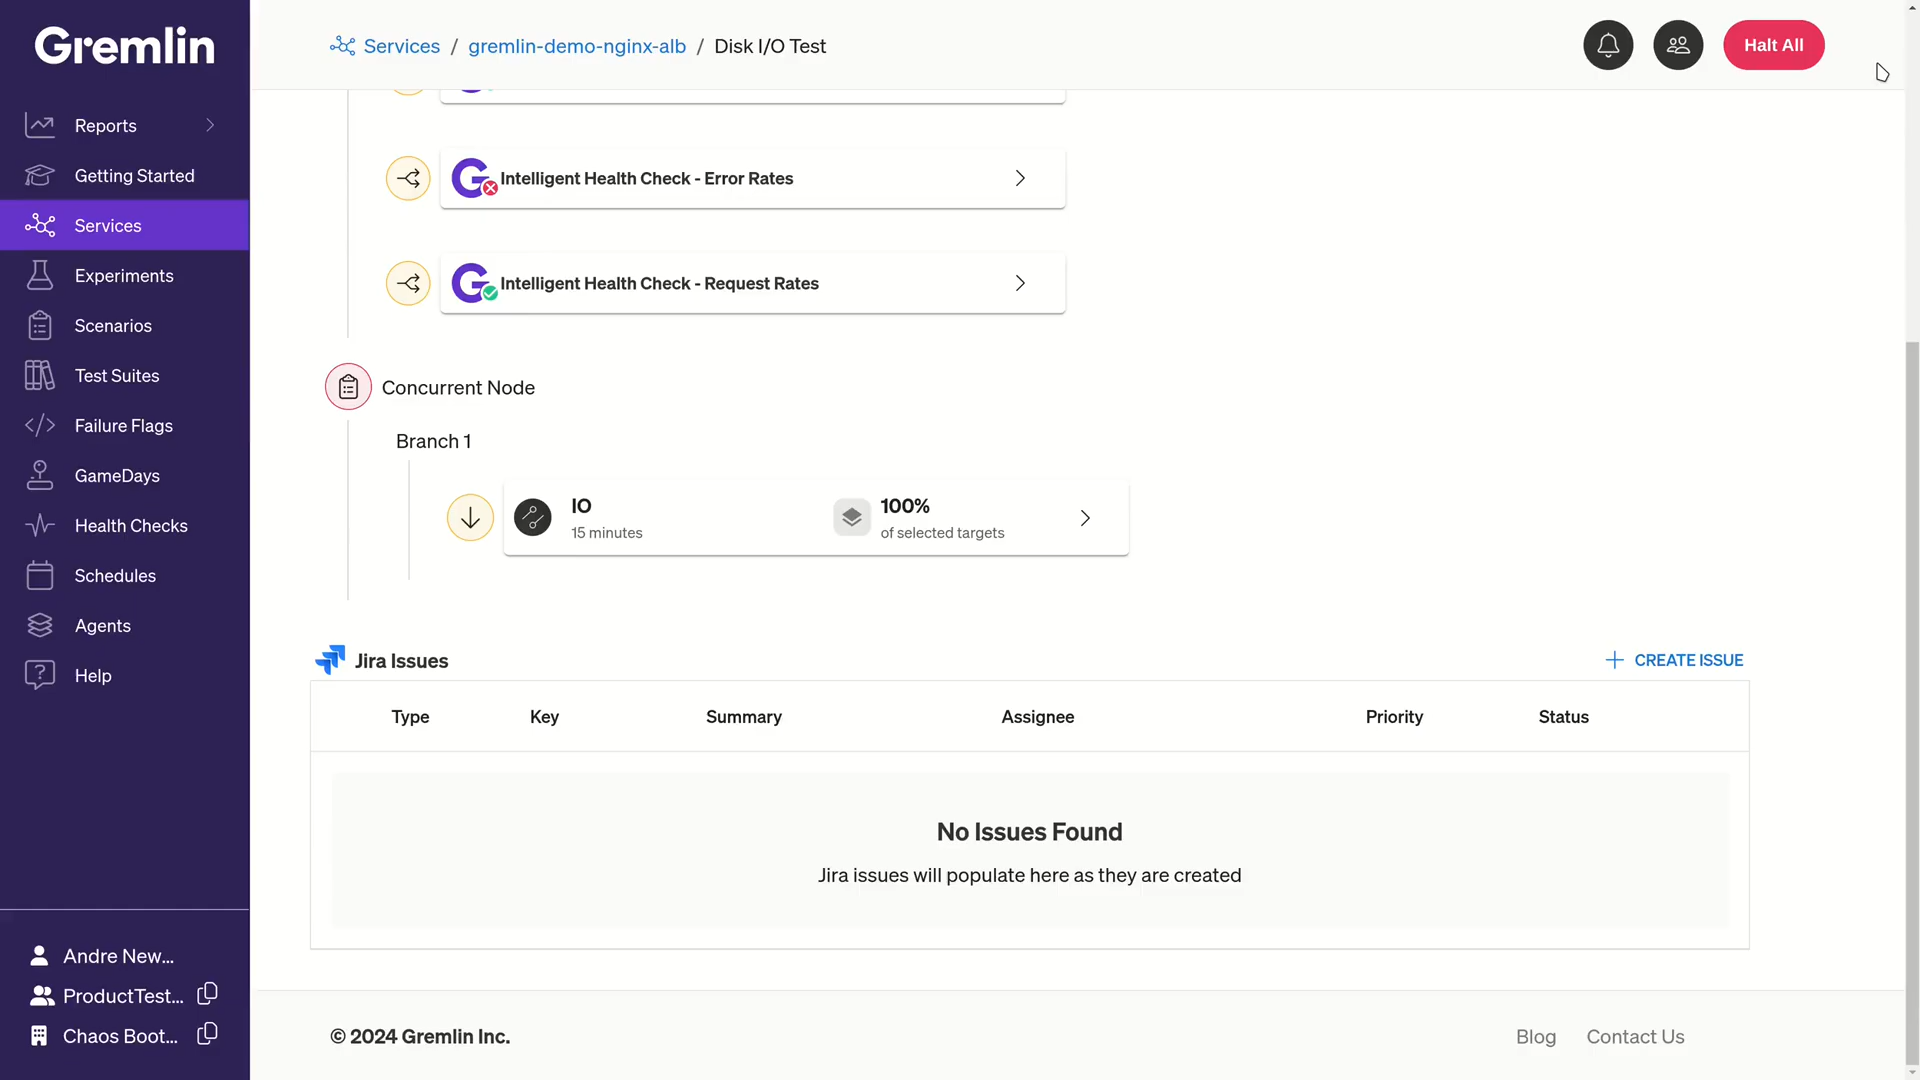 Gremlin
Services / gremlin-demo-nginx-alb / Disk I/O Test
Halt All
Reports
Getting Started
Services
Experiments
Scenarios
Test Suites
Failure Flags
GameDays
Health Checks
Schedules
Agents
Help
Andre New...
ProductTest...
Chaos Boot...
Intelligent Health Check - Error Rates
Intelligent Health Check - Request Rates
Concurrent Node
Branch 1
IO
15 minutes
100%
of selected targets
Jira Issues
CREATE ISSUE
Type Key Summary Assignee Priority Status
No Issues Found
Jira issues will populate here as they are created
© 2024 Gremlin Inc.
Blog Contact Us